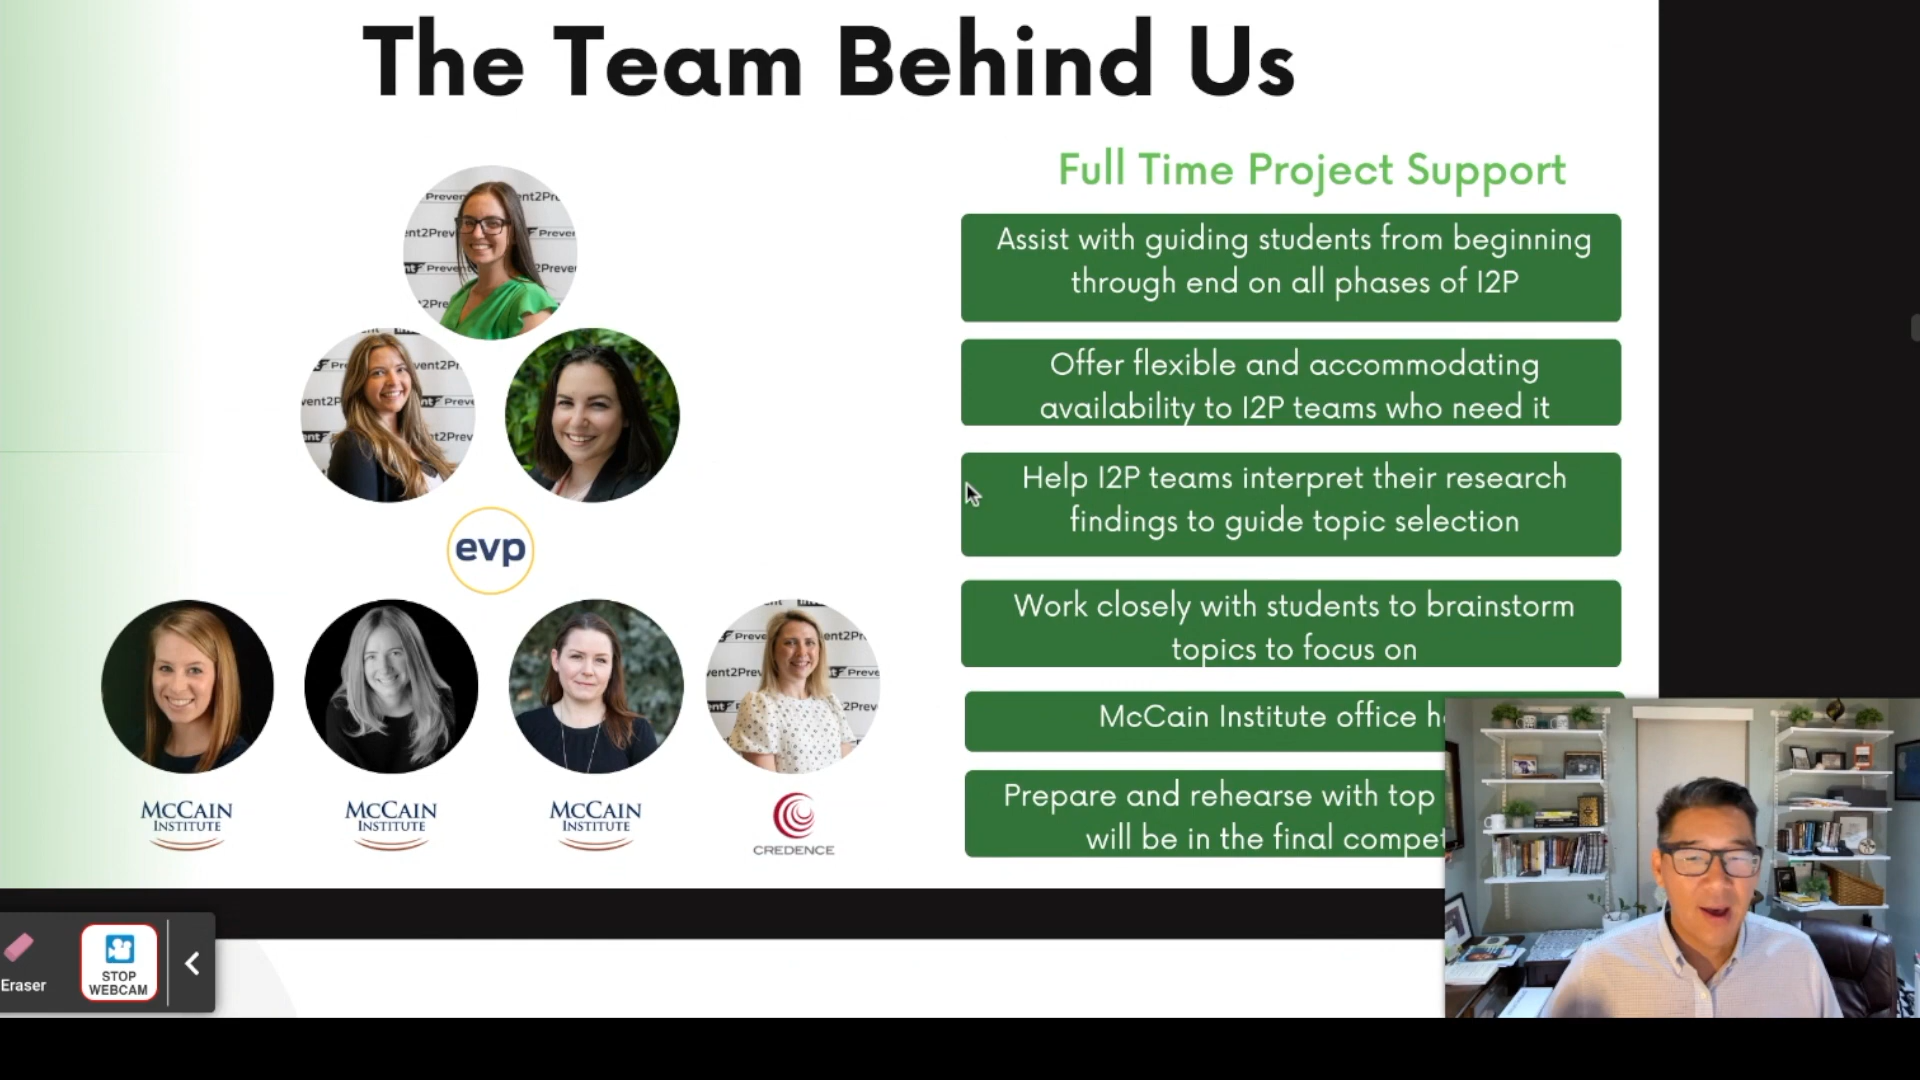 The Team Behind Us
Full Time Project Support
Assist with guiding students from beginning
through end on all phases of I2P
Offer flexible and accommodating
availability to I2P teams who need it
Help I2P teams interpret their research
findings to guide topic selection
Work closely with students to brainstorm
topics to focus on
McCain Institute office
Prepare and rehearse with top
will be in the final
evp
McCAIN
INSTITUTE
McCAIN
INSTITUTE
McCAIN
INSTITUTE
CREDENCE
Eraser
STOP
WEBCAM